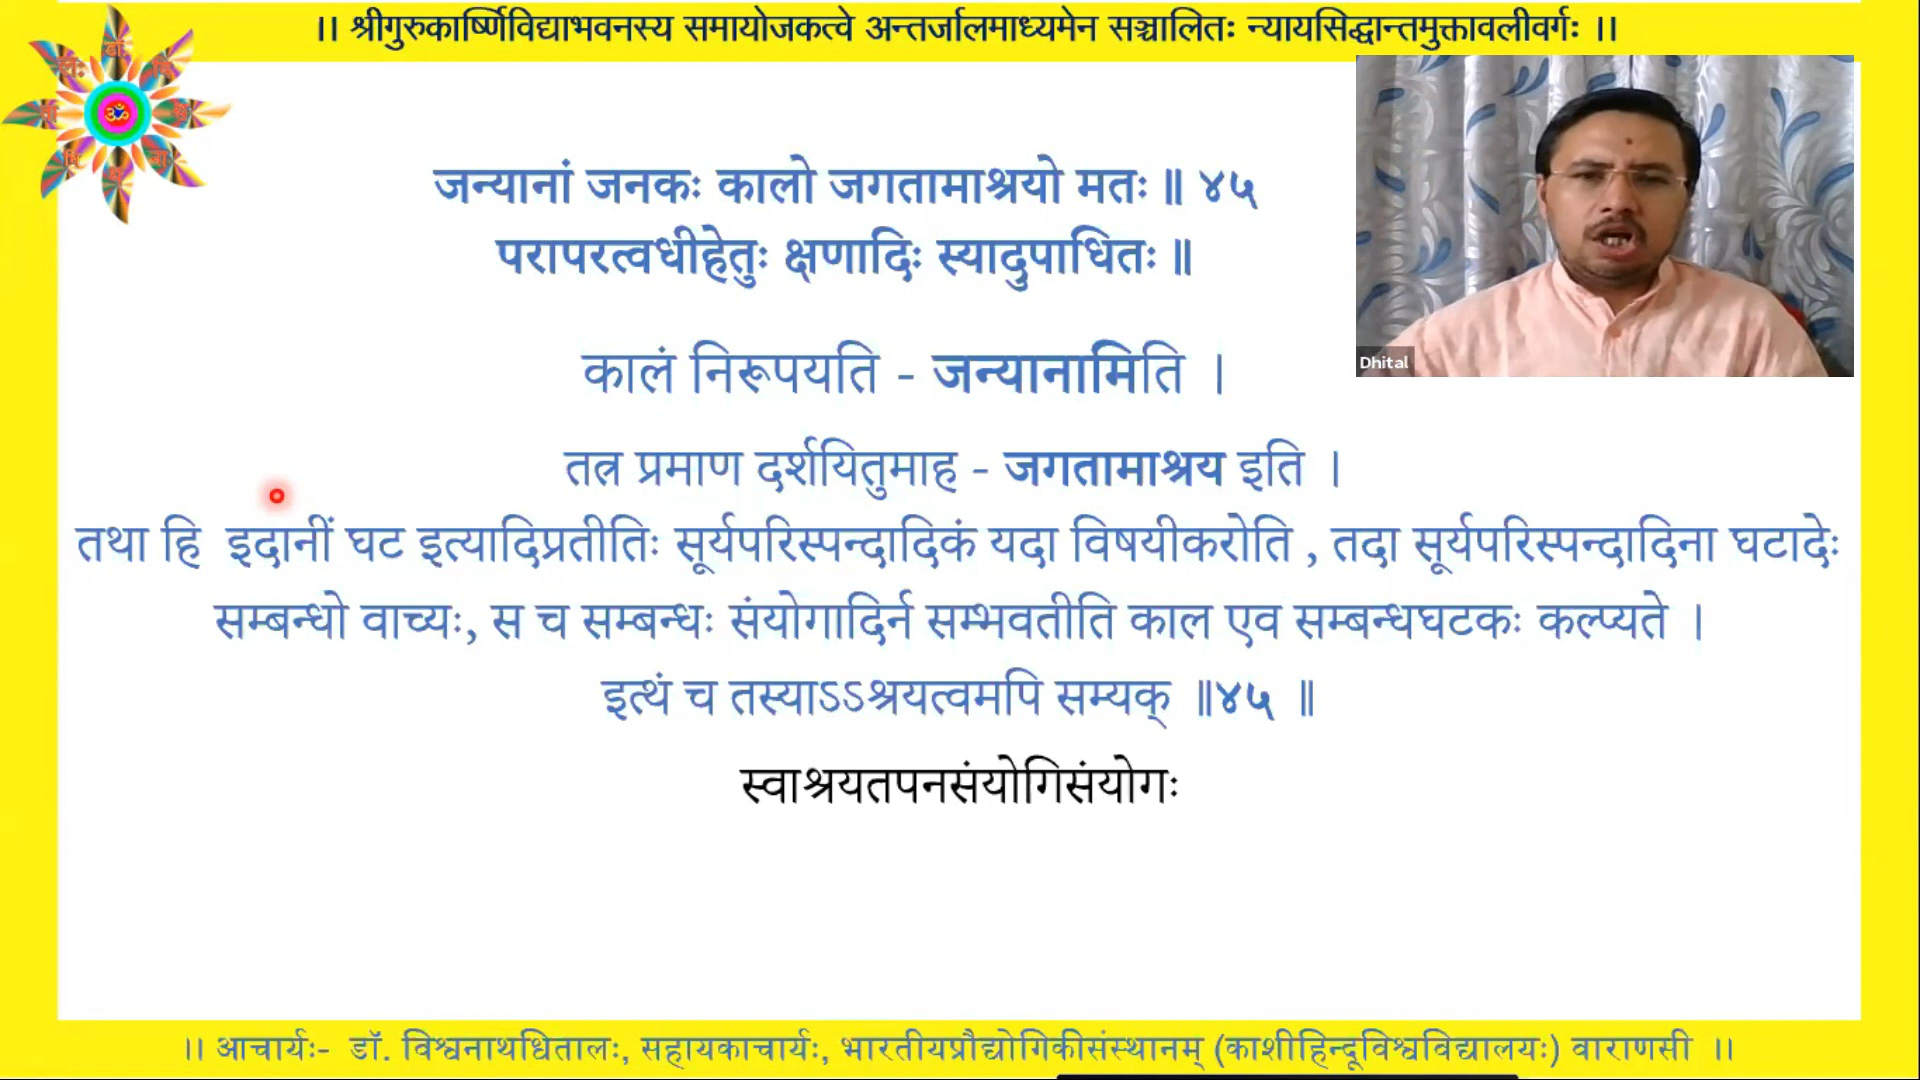 ।। श्रीगुरुकार्ष्णिविद्याभवनस्य समायोजकत्वे अन्तर्जालमाध्यमेन सञ्चालितः न्यायसिद्धान्तमुक्तावलीवर्गः ।।
ॐ
जन्यानां जनकः कालो जगतामाश्रयो मतः ॥ ४५
परापरत्वधीहेतुः क्षणादिः स्यादुपाधितः ॥
कालं निरूपयति - जन्यानामिति ।
Dhital
तत्र प्रमाण दर्शयितुमाह - जगतामाश्रय इति ।
तथा हि इदानीं घट इत्यादिप्रतीतिः सूर्यपरिस्पन्दादिकं यदा विषयीकरोति , तदा सूर्यपरिस्पन्दादिना घटादेः
सम्बन्धो वाच्यः, स च सम्बन्धः संयोगादिर्न सम्भवतीति काल एव सम्बन्धघटकः कल्प्यते ।
इत्थं च तस्याऽऽश्रयत्वमपि सम्यक् ॥४५ ॥
स्वाश्रयतपनसंयोगिसंयोगः
।। आचार्यः- डॉ. विश्वनाथधितालः, सहायकाचार्यः, भारतीयप्रौद्योगिकीसंस्थानम् (काशीहिन्दूविश्वविद्यालयः) वाराणसी ।।